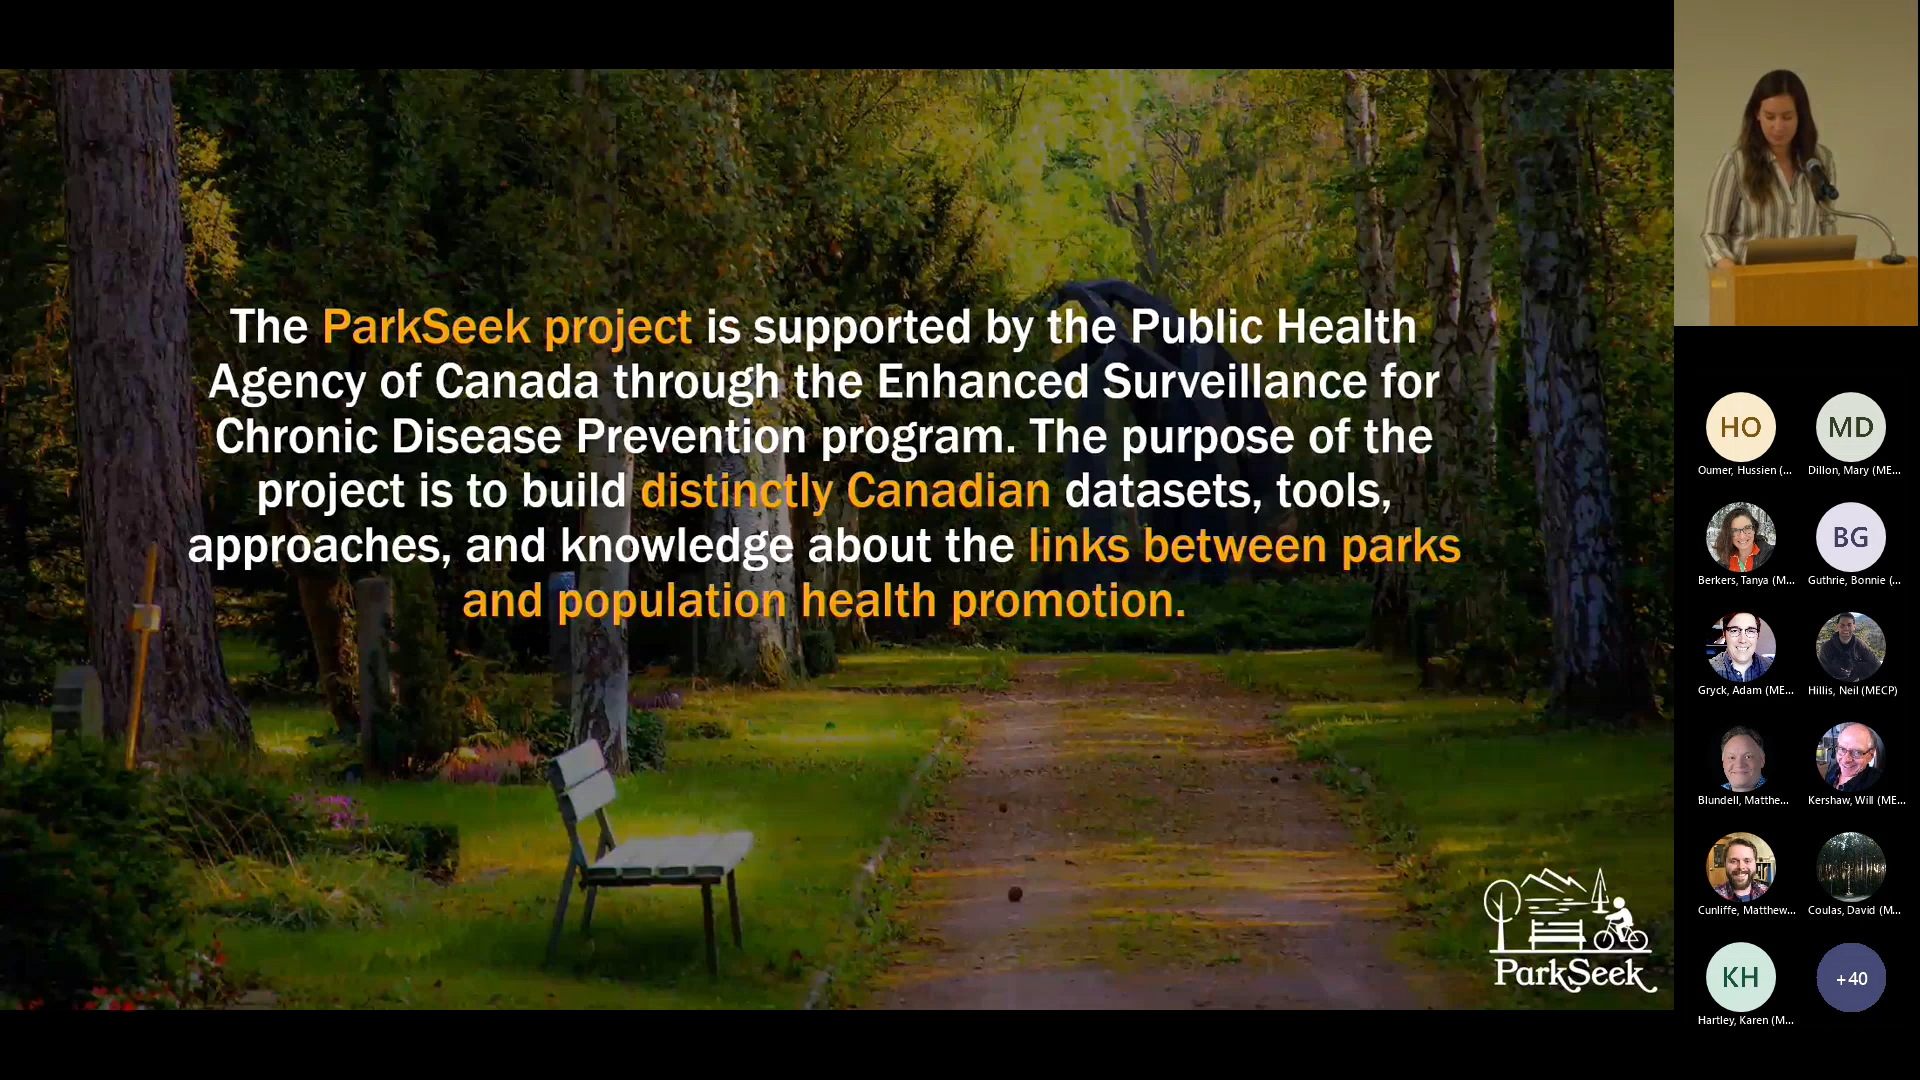 The ParkSeek project is supported by the Public Health
Agency of Canada through the Enhanced Surveillance for
Chronic Disease Prevention program. The purpose of the
project is to build distinctly Canadian datasets, tools,
approaches, and knowledge about the links between parks
and population health promotion.
ParkSeek
HO
MD
Oumer, Hussien (...
Dillon, Mary (ME...
BG
Berkers, Tanya (M...
Guthrie, Bonnie (...
Gryck, Adam (ME...
Hillis, Neil (MECP)
Blundell, Matthe...
Kershaw, Will (ME...
Cunliffe, Matthew...
Coulas, David (M...
KH
+40
Hartley, Karen (M...